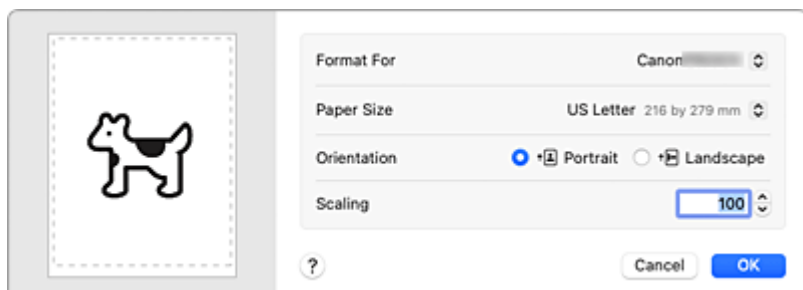 Format For Canon
Paper Size US Letter 216 by 279 mm
Orientation Portrait Landscape
Scaling 100
? Cancel OK